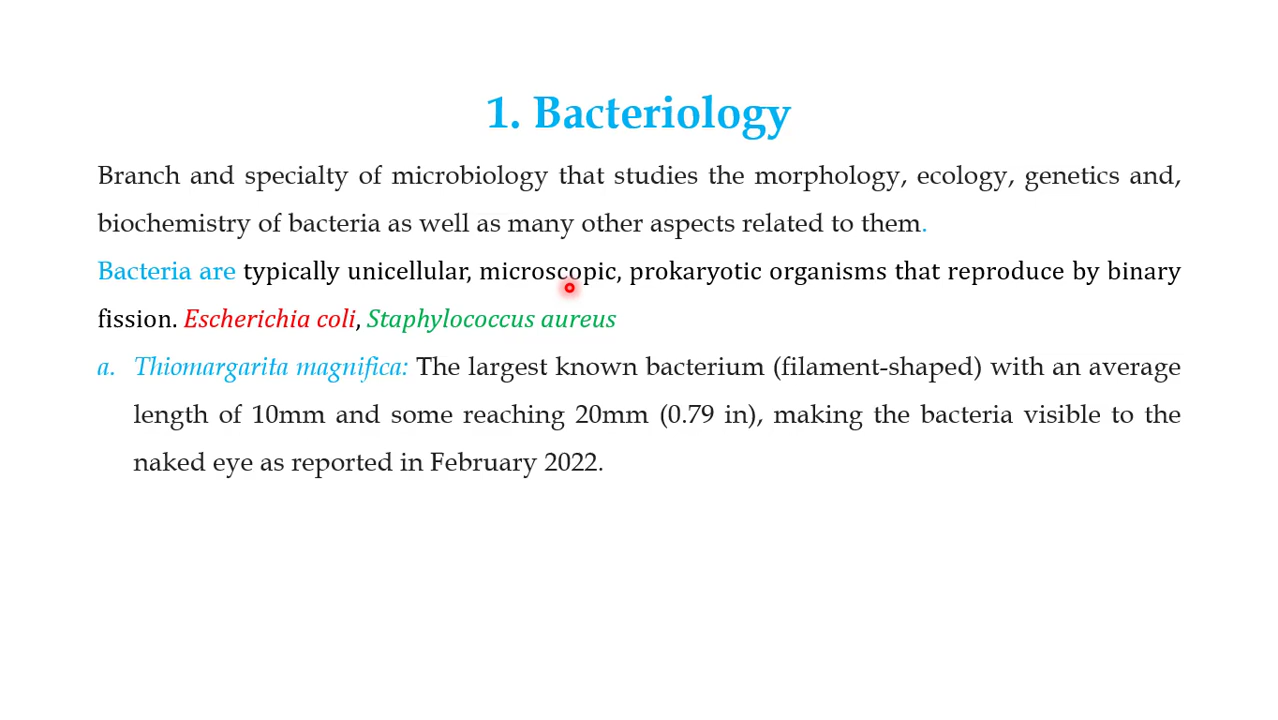 1. Bacteriology
Branch and specialty of microbiology that studies the morphology, ecology, genetics and,
biochemistry of bacteria as well as many other aspects related to them.
Bacteria are typically unicellular, microscopic, prokaryotic organisms that reproduce by binary
fission. Escherichia coli, Staphylococcus aureus
a. Thiomargarita magnifica: The largest known bacterium (filament-shaped) with an average
length of 10mm and some reaching 20mm (0.79 in), making the bacteria visible to the
naked eye as reported in February 2022.